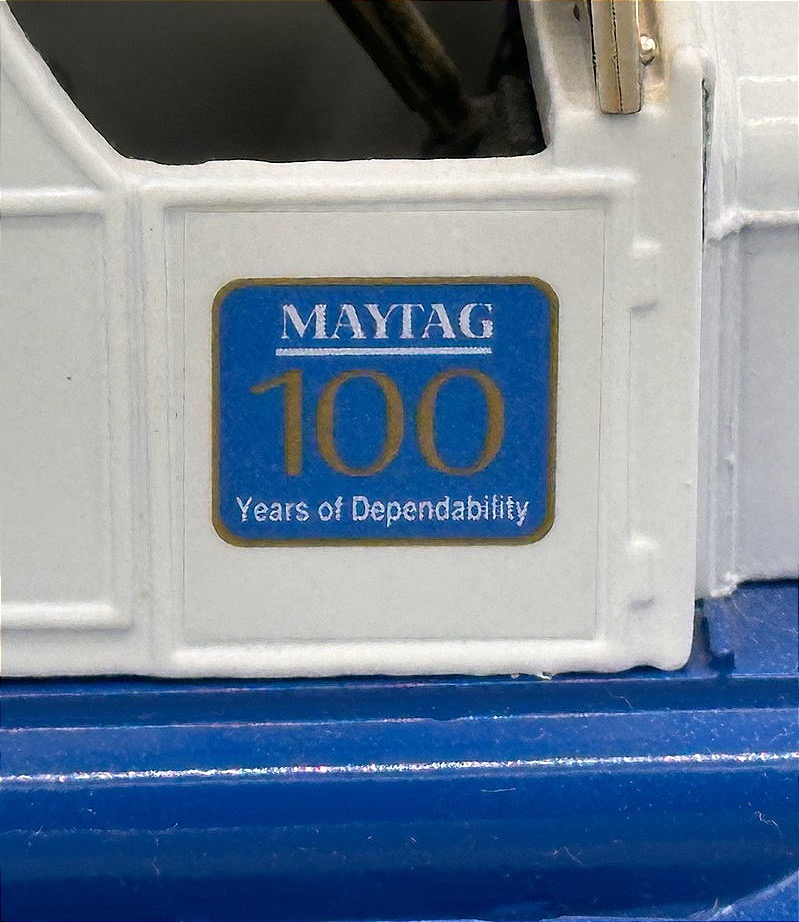 MAYTAG
100
Years of Dependability